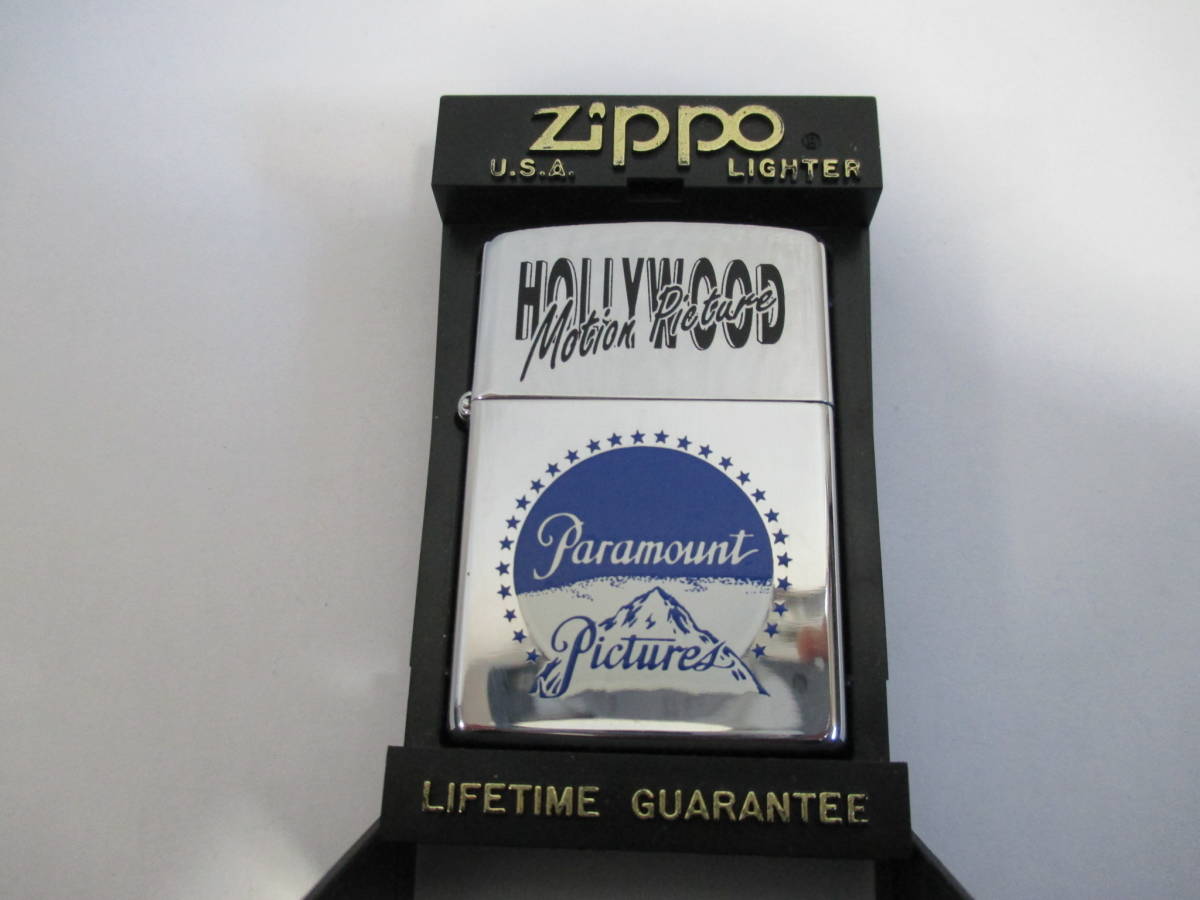 zippo ®
U.S.A. LIGHTER
HOLLYWOOD
Motion Picture
Paramount
Pictures
LIFETIME GUARANTEE